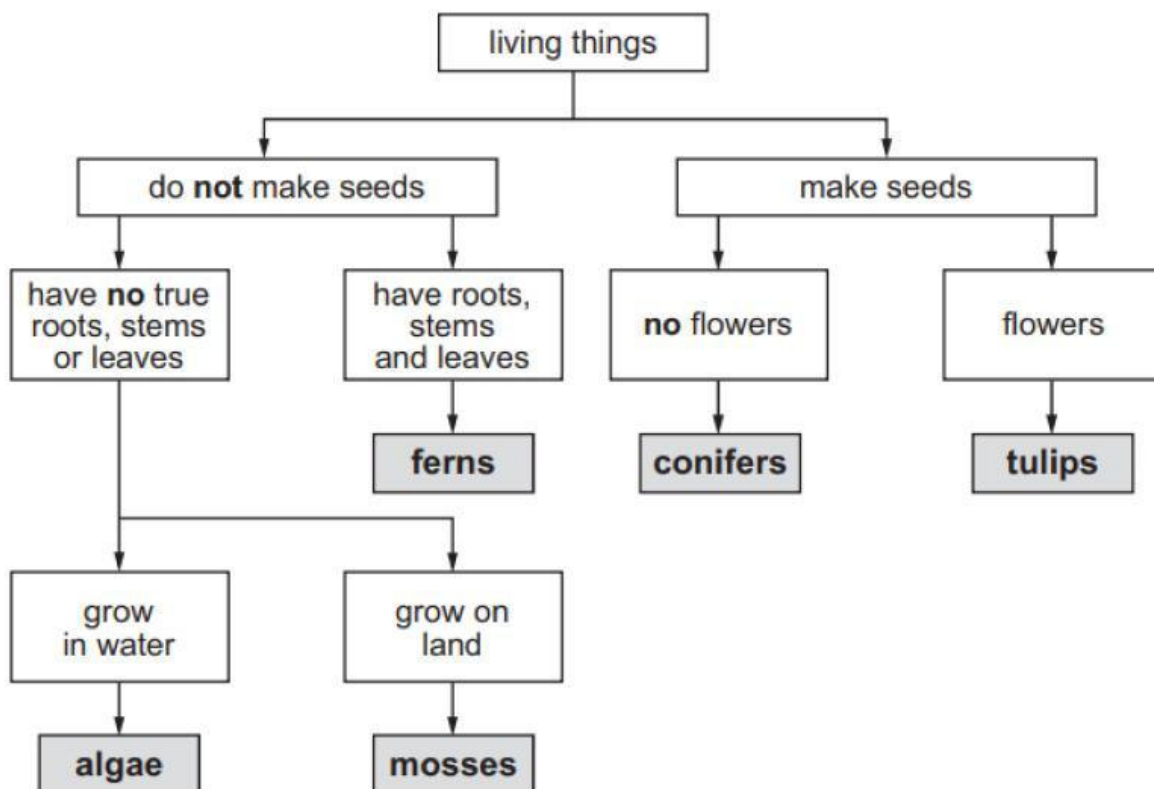 living things
do not make seeds
make seeds
have no true
roots, stems
or leaves
have roots,
stems
and leaves
no flowers
flowers
ferns
conifers
tulips
grow
in water
grow on
land
algae
mosses